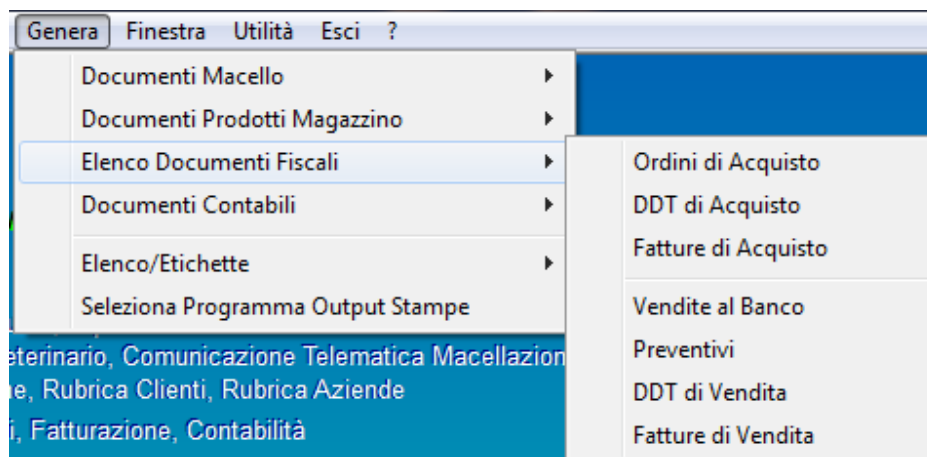 Genera Finestra Utilità Esci ?
Documenti Macello
Documenti Prodotti Magazzino
Elenco Documenti Fiscali
Documenti Contabili
Elenco/Etichette
Seleziona Programma Output Stampe
Ordini di Acquisto
DDT di Acquisto
Fatture di Acquisto
Vendite al Banco
Preventivi
DDT di Vendita
Fatture di Vendita
eterinario, Comunicazione Telematica Macellazion
ne, Rubrica Clienti, Rubrica Aziende
i, Fatturazione, Contabilità